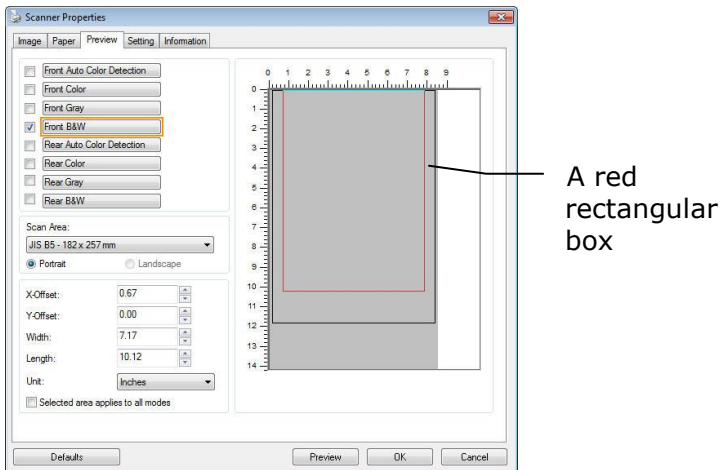 Scanner Properties
Image Paper Preview Setting Information
Front Auto Color Detection
Front Color
Front Gray
Front B&W
Rear Auto Color Detection
Rear Color
Rear Gray
Rear B&W
Scan Area:
JIS B5 - 182 x 257 mm
Portrait Landscape
X-Offset: 0.67
Y-Offset: 0.00
Width: 7.17
Length: 10.12
Unit: Inches
Selected area applies to all modes
0 1 2 3 4 5 6 7 8 9
0
1
2
3
4
5
6
7
8
9
10
11
12
13
14
A red
rectangular
box
Defaults Preview OK Cancel